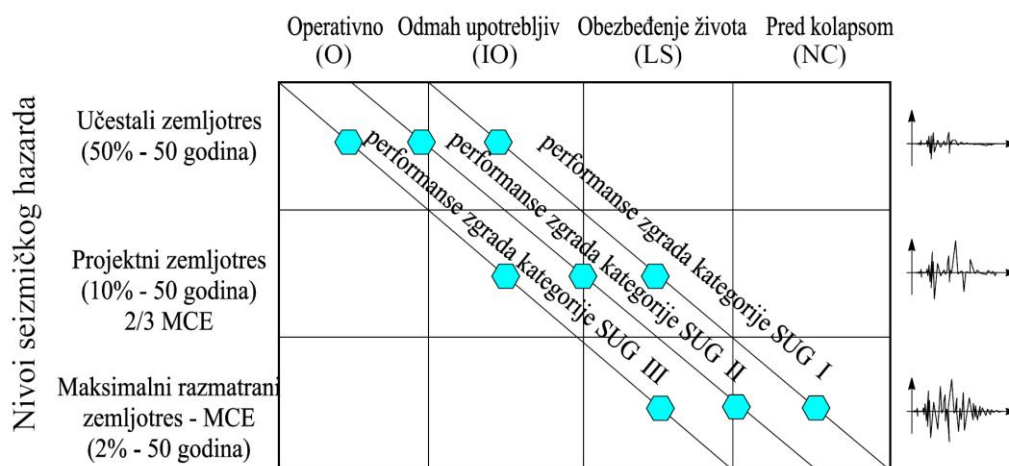 Operativno
(O)
Odmah upotrebljiv
(IO)
Obezbeđenje života
(LS)
Pred kolapsom
(NC)
Nivoi seizmičkog hazarda
Učestali zemljotres
(50% - 50 godina)
Projektni zemljotres
(10% - 50 godina)
2/3 MCE
Maksimalni razmatrani
zemljotres - MCE
(2% - 50 godina)
performanse zgrada kategorije SUG III
performanse zgrada kategorije SUG II
performanse zgrada kategorije SUG I